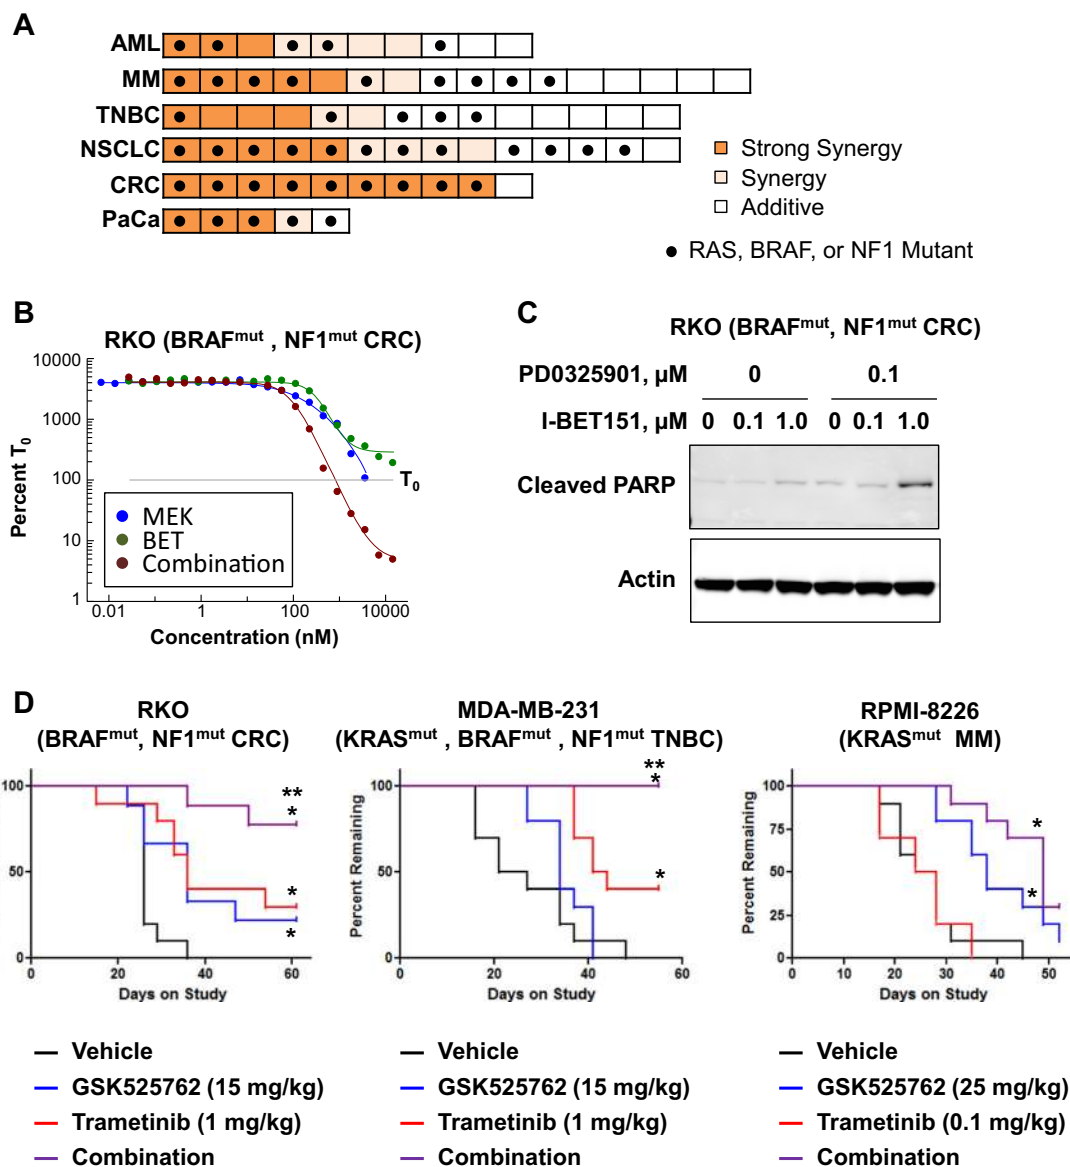 A
AML
MM
TNBC
NSCLC
CRC
PaCa
Strong Synergy
Synergy
Additive
RAS, BRAF, or NF1 Mutant
B
RKO (BRAFmut , NF1mut CRC)
Percent T0
10000
1000
100
10
1
T0
MEK
BET
Combination
0.01 1 100 10000
Concentration (nM)
C
RKO (BRAFmut, NF1mut CRC)
PD0325901, µM 0 0.1
I-BET151, µM 0 0.1 1.0 0 0.1 1.0
Cleaved PARP
Actin
D
RKO
(BRAFmut, NF1mut CRC)
100
50
0
** 
*
*
*
0 20 40 60
Days on Study
Vehicle
GSK525762 (15 mg/kg)
Trametinib (1 mg/kg)
Combination
MDA-MB-231
(KRASmut , BRAFmut , NF1mut TNBC)
Percent Remaining
100
50
0
**
*
*
0 20 40 60
Days on Study
Vehicle
GSK525762 (15 mg/kg)
Trametinib (1 mg/kg)
Combination
RPMI-8226
(KRASmut MM)
Percent Remaining
100
75
50
25
0
*
*
0 10 20 30 40 50
Days on Study
Vehicle
GSK525762 (25 mg/kg)
Trametinib (0.1 mg/kg)
Combination